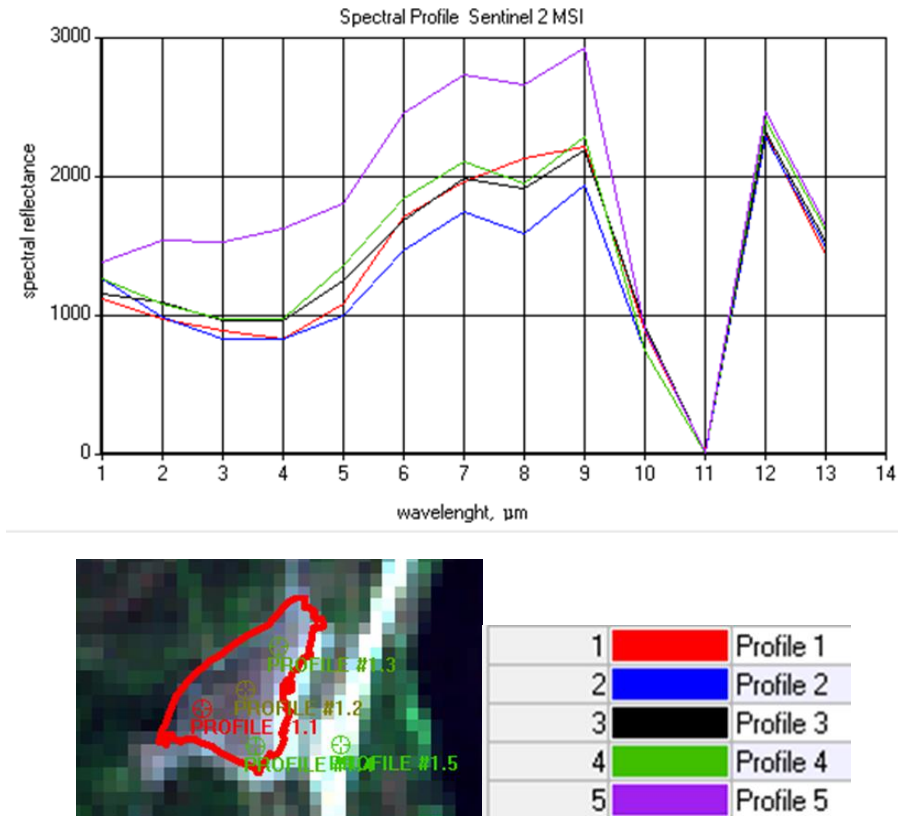 Spectral Profile Sentinel 2 MSI
3000
2000
1000
0
spectral reflectance
1 2 3 4 5 6 7 8 9 10 11 12 13 14
wavelenght, µm
PROFILE #1.3
PROFILE #1.2
PROFILE 1.1
PROFILE
PROFILE #1.5
1 Profile 1
2 Profile 2
3 Profile 3
4 Profile 4
5 Profile 5